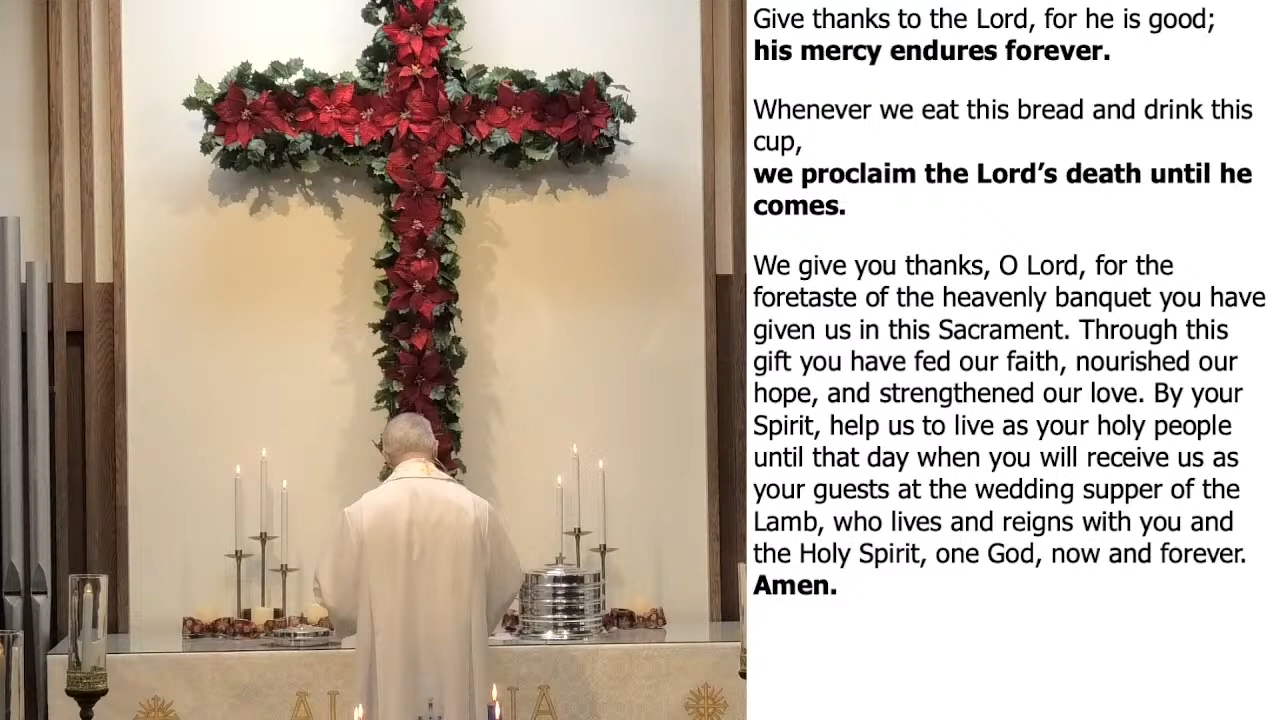 Give thanks to the Lord, for he is good;
his mercy endures forever.
Whenever we eat this bread and drink this
cup,
we proclaim the Lord’s death until he
comes.
We give you thanks, O Lord, for the
foretaste of the heavenly banquet you have
given us in this Sacrament. Through this
gift you have fed our faith, nourished our
hope, and strengthened our love. By your
Spirit, help us to live as your holy people
until that day when you will receive us as
your guests at the wedding supper of the
Lamb, who lives and reigns with you and
the Holy Spirit, one God, now and forever.
Amen.